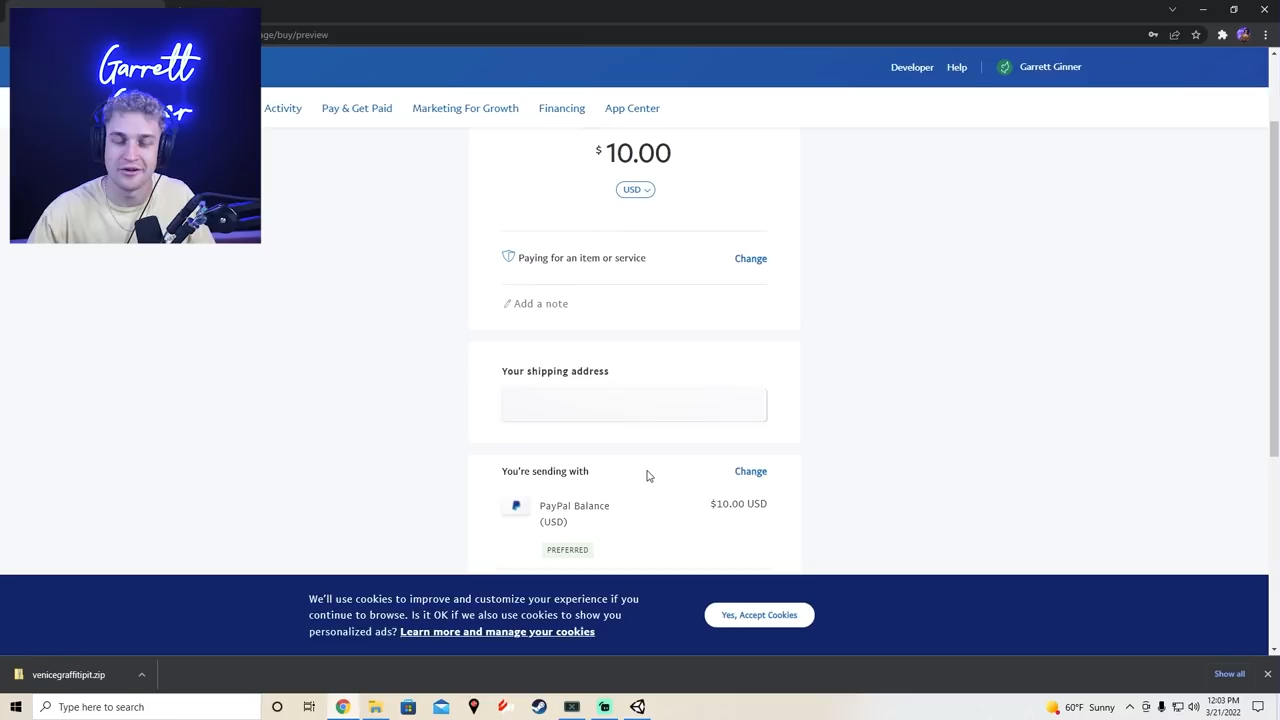 Garrett
age/buy/preview
Developer
Help
Garrett Ginner
Activity
Pay & Get Paid
Marketing For Growth
Financing
App Center
$10.00
USD
Paying for an item or service
Change
Add a note
Your shipping address
You're sending with
Change
PayPal Balance
(USD)
$10.00 USD
PREFERRED
We'll use cookies to improve and customize your experience if you
continue to browse. Is it OK if we also use cookies to show you
personalized ads? Learn more and manage your cookies
Yes, Accept Cookies
venicegraffitipit.zip
Show all
Type here to search
60°F Sunny
12:03 PM
3/21/2022